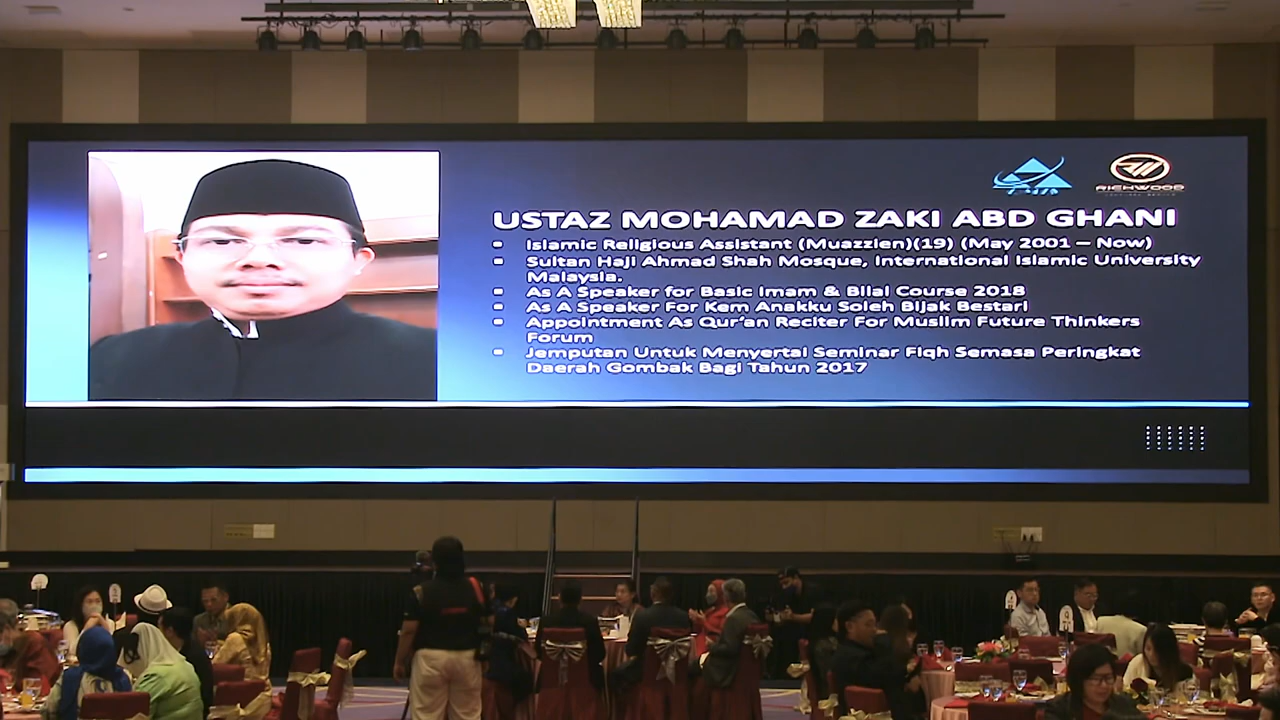 RICHWOOD
USTAZ MOHAMAD ZAKI ABD GHANI
Islamic Religious Assistant (Muazzien)(19) (May 2001 – Now)
Sultan Haji Ahmad Shah Mosque, International Islamic University
Malaysia.
As A Speaker for Basic Imam & Bilal Course 2018
As A Speaker For Kem Anakku Soleh Bijak Bestari
Appointment As Qur'an Reciter For Muslim Future Thinkers
Forum
Jemputan Untuk Menyertai Seminar Fiqh Semasa Peringkat
Daerah Gombak Bagi Tahun 2017